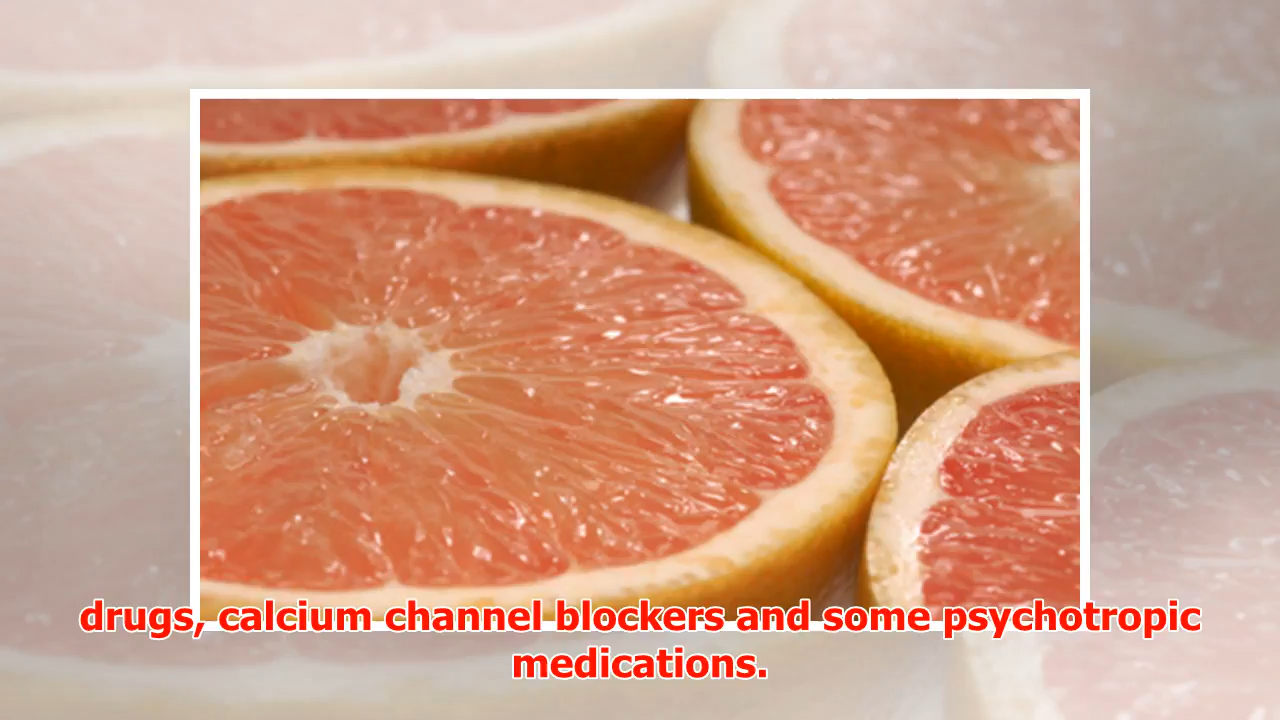 drugs, calcium channel blockers and some psychotropic
medications.